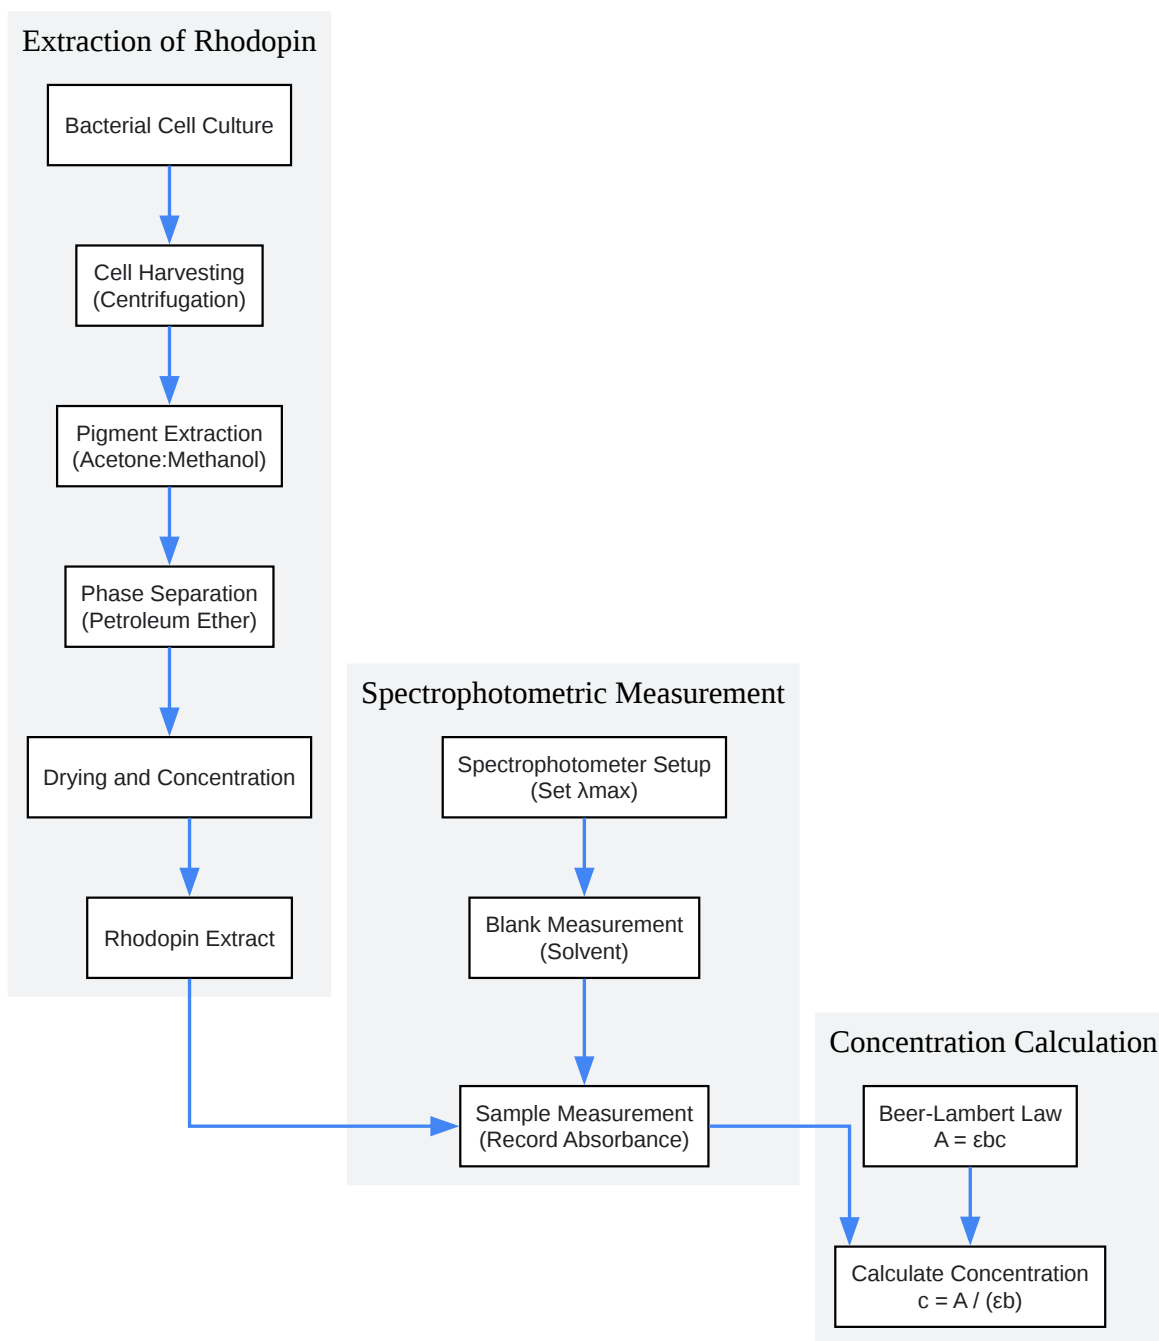 Extraction of Rhodopin
Bacterial Cell Culture
Cell Harvesting
(Centrifugation)
Pigment Extraction
(Acetone:Methanol)
Phase Separation
(Petroleum Ether)
Drying and Concentration
Rhodopin Extract
Spectrophotometric Measurement
Spectrophotometer Setup
(Set λmax)
Blank Measurement
(Solvent)
Sample Measurement
(Record Absorbance)
Concentration Calculation
Beer-Lambert Law
A = εbc
Calculate Concentration
c = A / (εb)